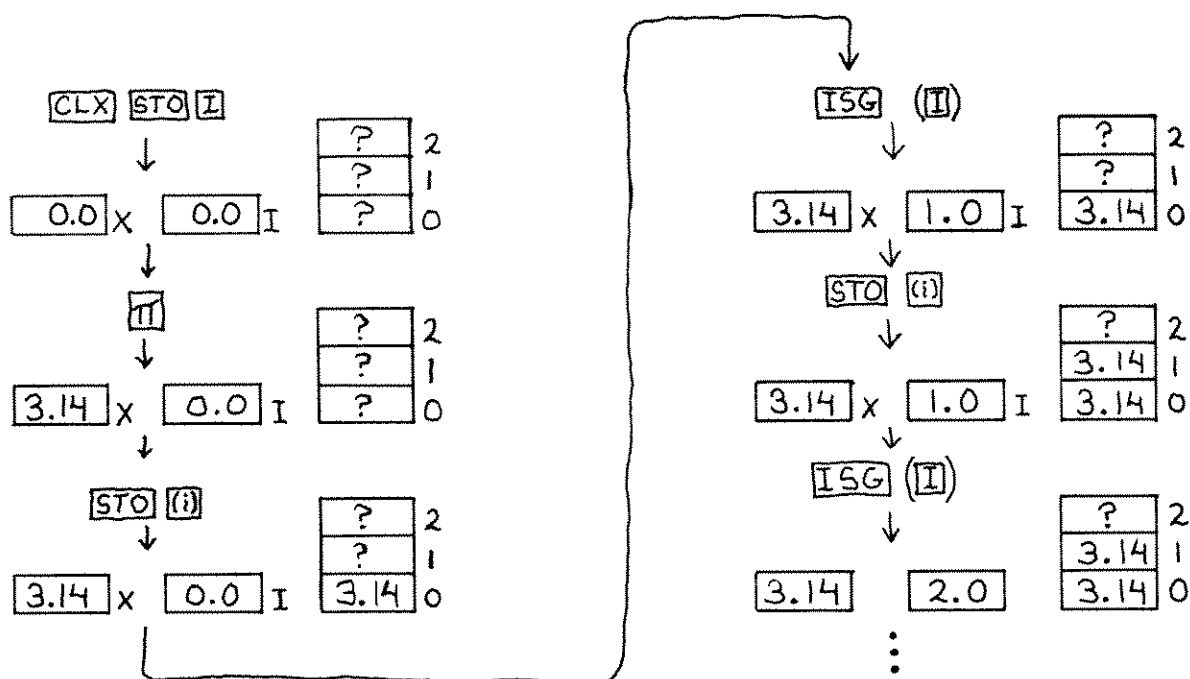 CLX STO I
? 2
? 1
0.0 X 0.0 I ? 0
π
? 2
? 1
3.14 X 0.0 I ? 0
STO (i)
? 2
? 1
3.14 X 0.0 I 3.14 0
ISG (I)
? 2
? 1
3.14 X 1.0 I 3.14 0
STO (i)
? 2
3.14 1
3.14 X 1.0 I 3.14 0
ISG (I)
? 2
3.14 1
3.14 2.0 3.14 0